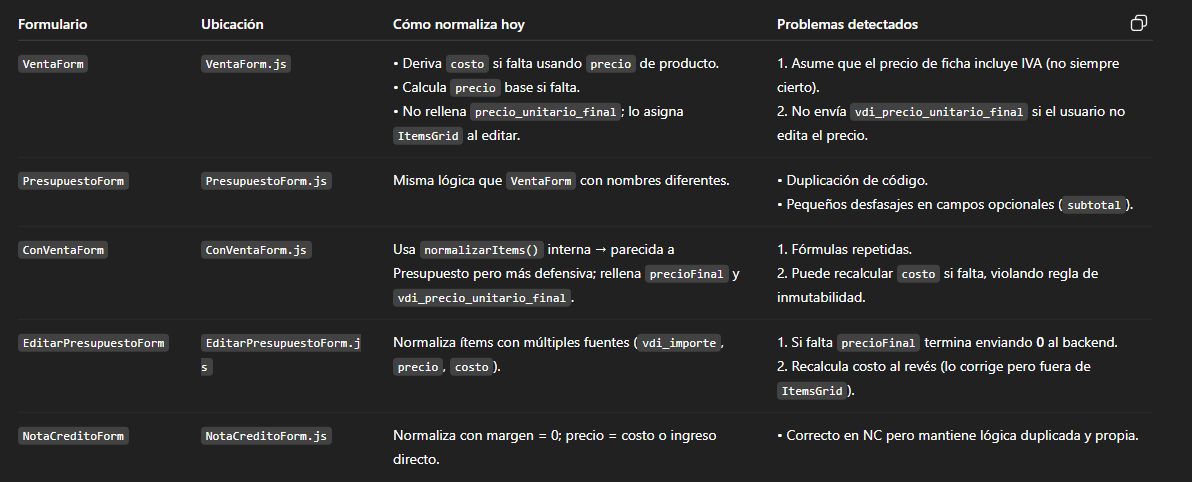 Formulario Ubicación Cómo normaliza hoy Problemas detectados
VentaForm VentaForm.js • Deriva costo si falta usando precio de producto. 1. Asume que el precio de ficha incluye IVA (no siempre
• Calcula precio base si falta. cierto).
• No rellena precio_unitario_final; lo asigna 2. No envía vdi_precio_unitario_final si el usuario no
ItemsGrid al editar. edita el precio.
PresupuestoForm PresupuestoForm.js Misma lógica que VentaForm con nombres diferentes. • Duplicación de código.
• Pequeños desfasajes en campos opcionales (subtotal).
ConVentaForm ConVentaForm.js Usa normalizarItems() interna → parecida a 1. Fórmulas repetidas.
Presupuesto pero más defensiva; rellena precioFinal y 2. Puede recalcular costo si falta, violando regla de
vdi_precio_unitario_final. inmutabilidad.
EditarPresupuestoForm EditarPresupuestoForm.j Normaliza ítems con múltiples fuentes (vdi_importe, 1. Si falta precioFinal termina enviando 0 al backend.
s precio, costo). 2. Recalcula costo al revés (lo corrige pero fuera de
ItemsGrid).
NotaCreditoForm NotaCreditoForm.js Normaliza con margen = 0; precio = costo o ingreso • Correcto en NC pero mantiene lógica duplicada y propia.
directo.